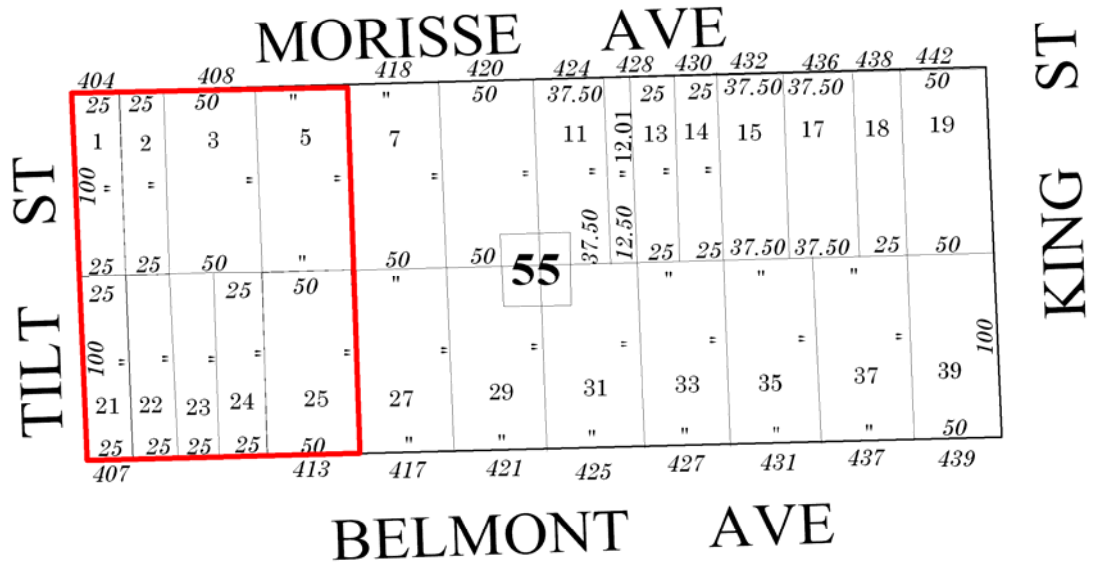 MORISSE AVE
KING ST
TILT ST
404 408 418 420 424 428 430 432 436 438 442
25 25 50 " " 50 37.50 12.01 25 25 37.50 37.50 50
1 2 3 5 7 11 13 14 15 17 18 19
100 " " " " " " " " " "
37.50 12.50
25 25 50 " 50 50 25 25 37.50 37.50 25 50
55
25 25 50 " " " "
100 " " " " " " " " " " " 100
21 22 23 24 25 27 29 31 33 35 37 39
25 25 25 25 50 " " " " " " 50
407 413 417 421 425 427 431 437 439
BELMONT AVE